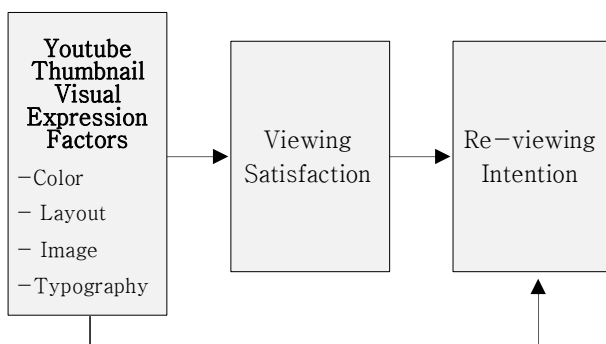 Youtube
Thumbnail
Visual
Expression
Factors
-Color
- Layout
- Image
-Typography
Viewing
Satisfaction
Re-viewing
Intention